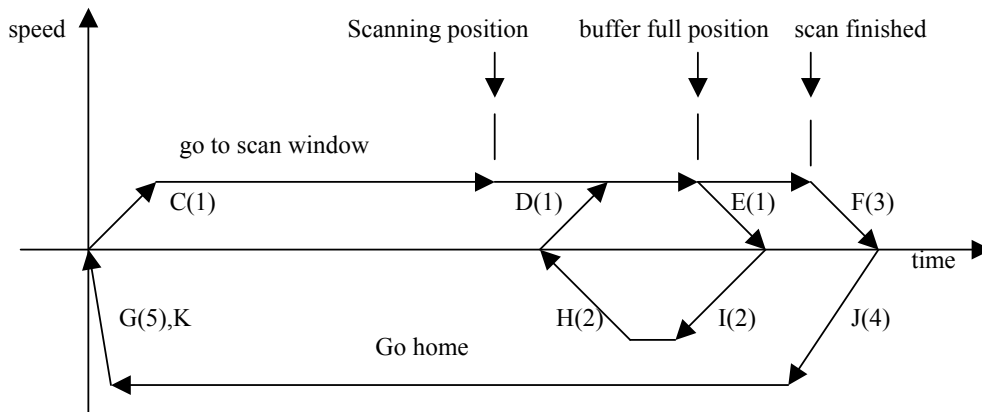 speed
Scanning position
buffer full position
scan finished
go to scan window
C(1)
D(1)
E(1)
F(3)
time
G(5),K
H(2)
I(2)
J(4)
Go home